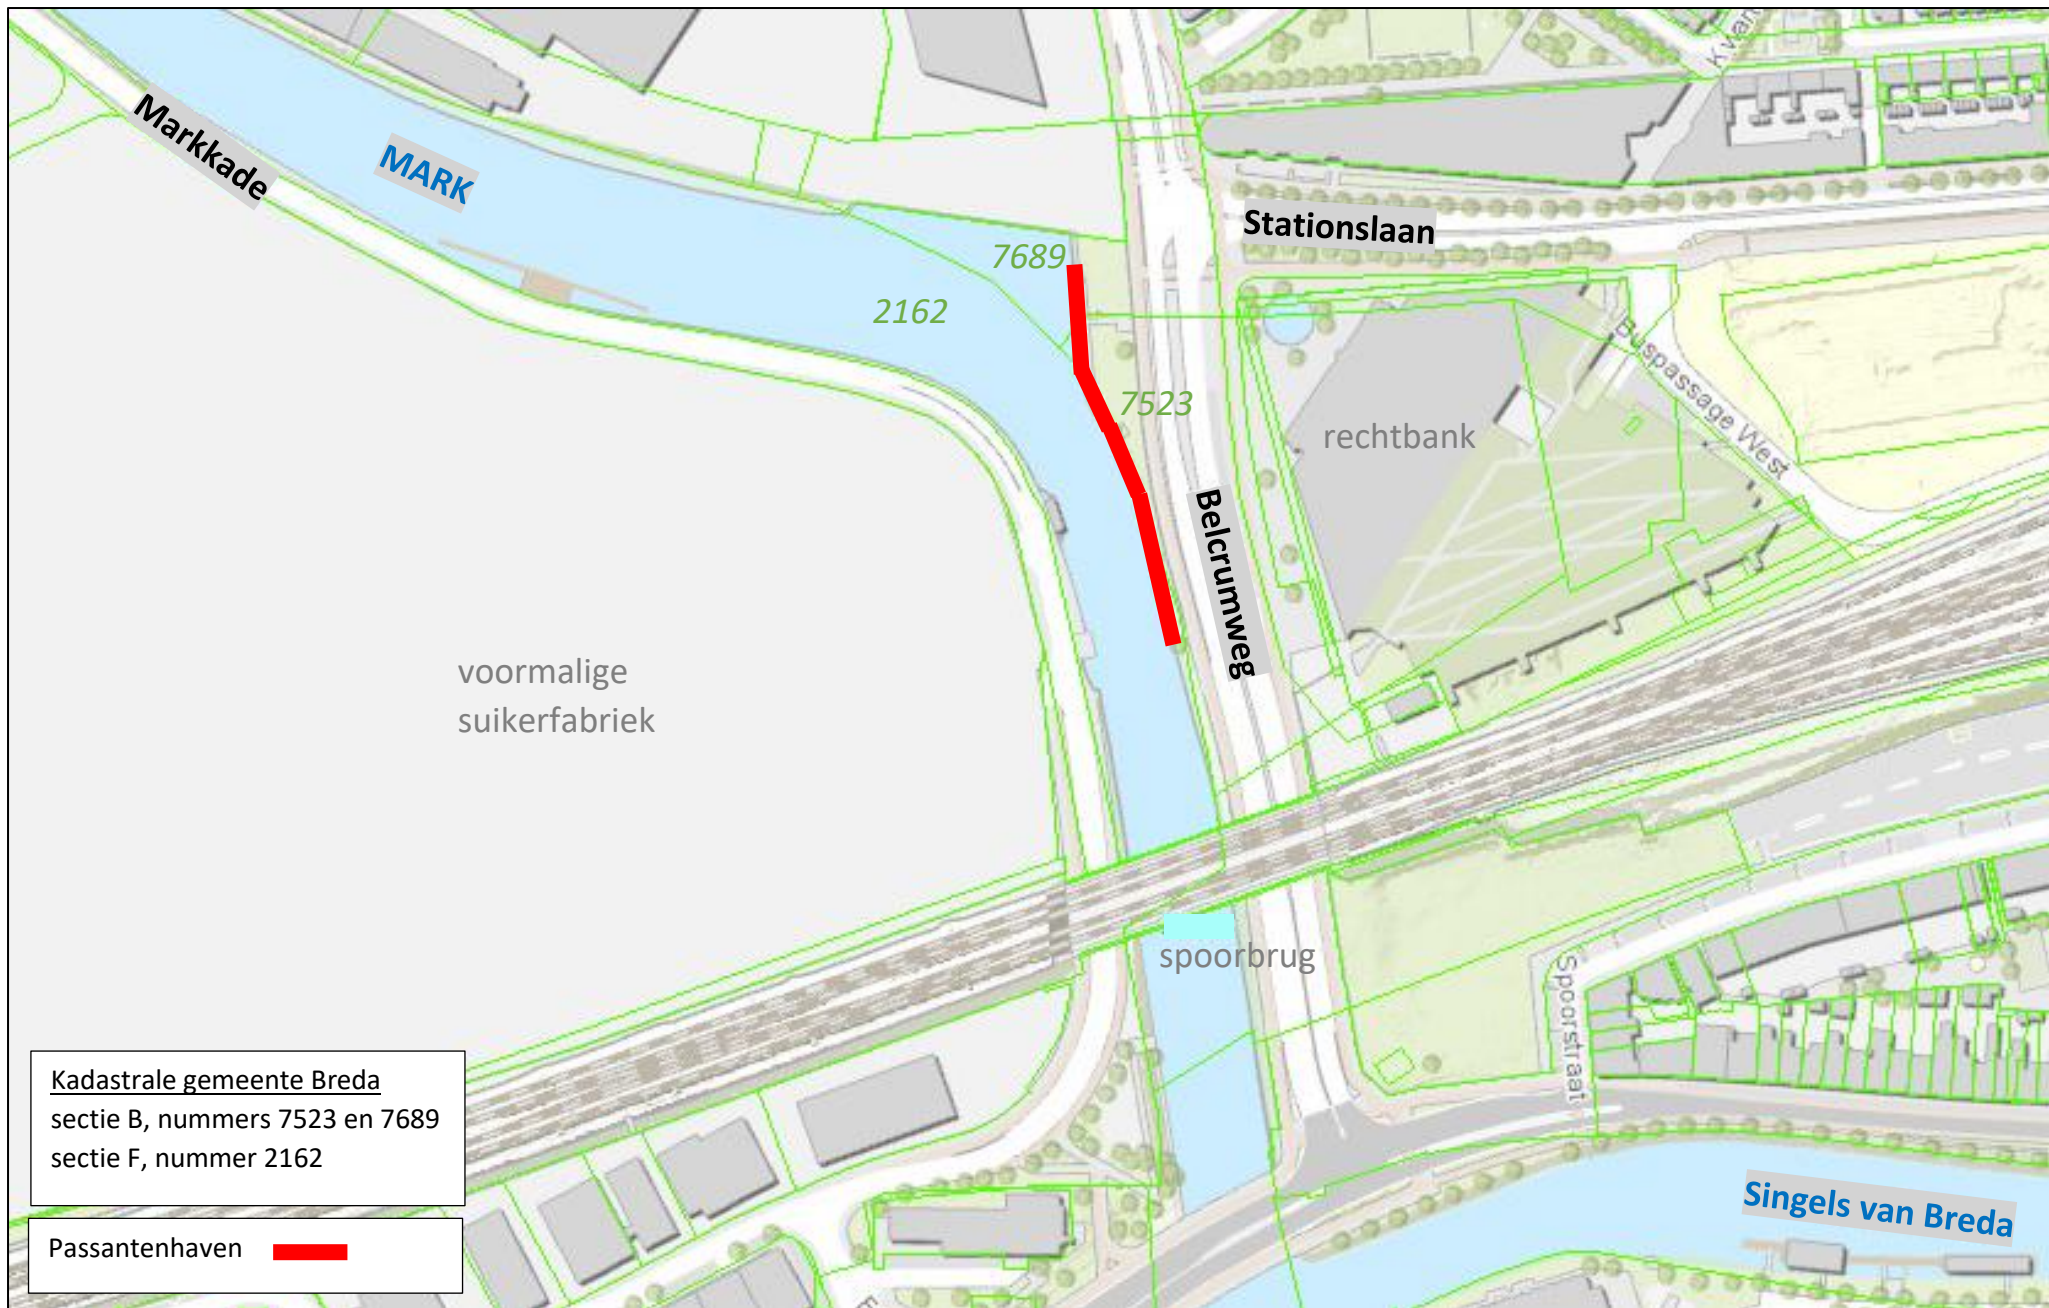 Kvan
Markkade
MARK
Stationslaan
7689
2162
Buspassage West
7523
rechtbank
Belcrumweg
voormalige
suikerfabriek
spoorbrug
Spoorstraat
Kadastrale gemeente Breda
sectie B, nummers 7523 en 7689
sectie F, nummer 2162
Singels van Breda
Passantenhaven